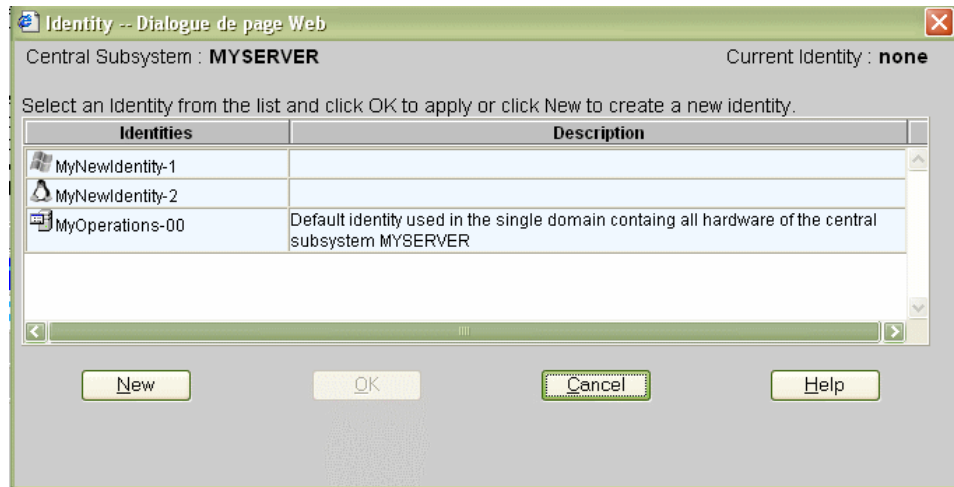 Identity -- Dialogue de page Web
Central Subsystem : MYSERVER
Current Identity : none
Select an Identity from the list and click OK to apply or click New to create a new identity.
Identities
Description
MyNewIdentity-1
MyNewIdentity-2
MyOperations-00
Default identity used in the single domain containg all hardware of the central
subsystem MYSERVER
New
OK
Cancel
Help